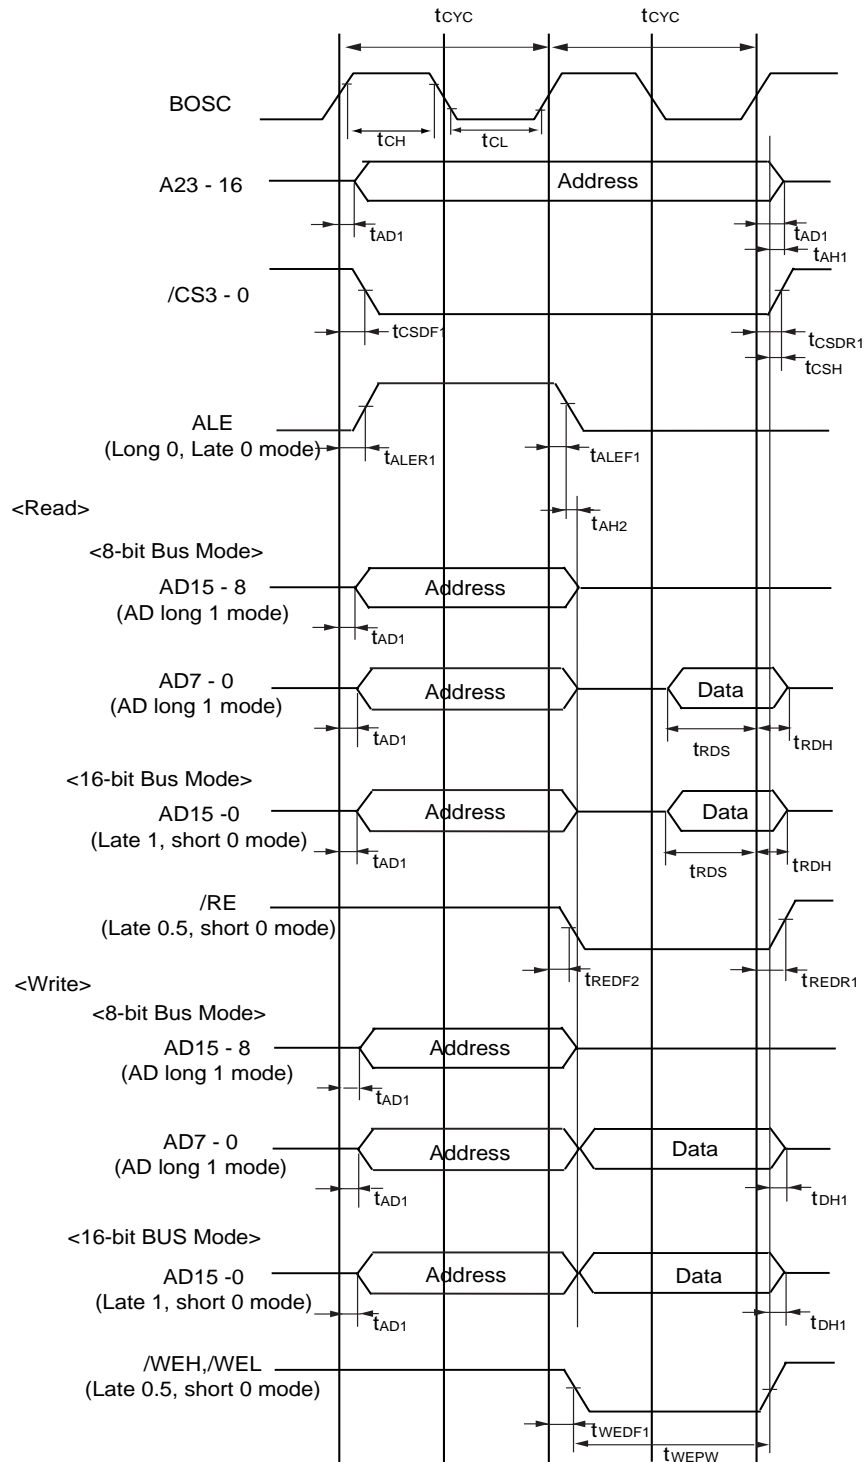 tCYC tCYC
BOSC
tCH tCL
A23 - 16 Address
tAD1 tAD1
tAH1
/CS3 - 0
tCSDF1 tCSDR1
tCSH
ALE
(Long 0, Late 0 mode) tALER1 tALEF1
<Read>
tAH2
<8-bit Bus Mode>
AD15 - 8 Address
(AD long 1 mode)
tAD1
AD7 - 0 Address Data
(AD long 1 mode)
tAD1 tRDS tRDH
<16-bit Bus Mode>
AD15 -0 Address Data
(Late 1, short 0 mode)
tAD1 tRDS tRDH
/RE
(Late 0.5, short 0 mode)
tREDF2 tREDR1
<Write>
<8-bit Bus Mode>
AD15 - 8 Address
(AD long 1 mode)
tAD1
AD7 - 0 Address Data
(AD long 1 mode)
tAD1 tDH1
<16-bit BUS Mode>
AD15 -0 Address Data
(Late 1, short 0 mode)
tAD1 tDH1
/WEH,/WEL
(Late 0.5, short 0 mode)
tWEDF1
tWEPW